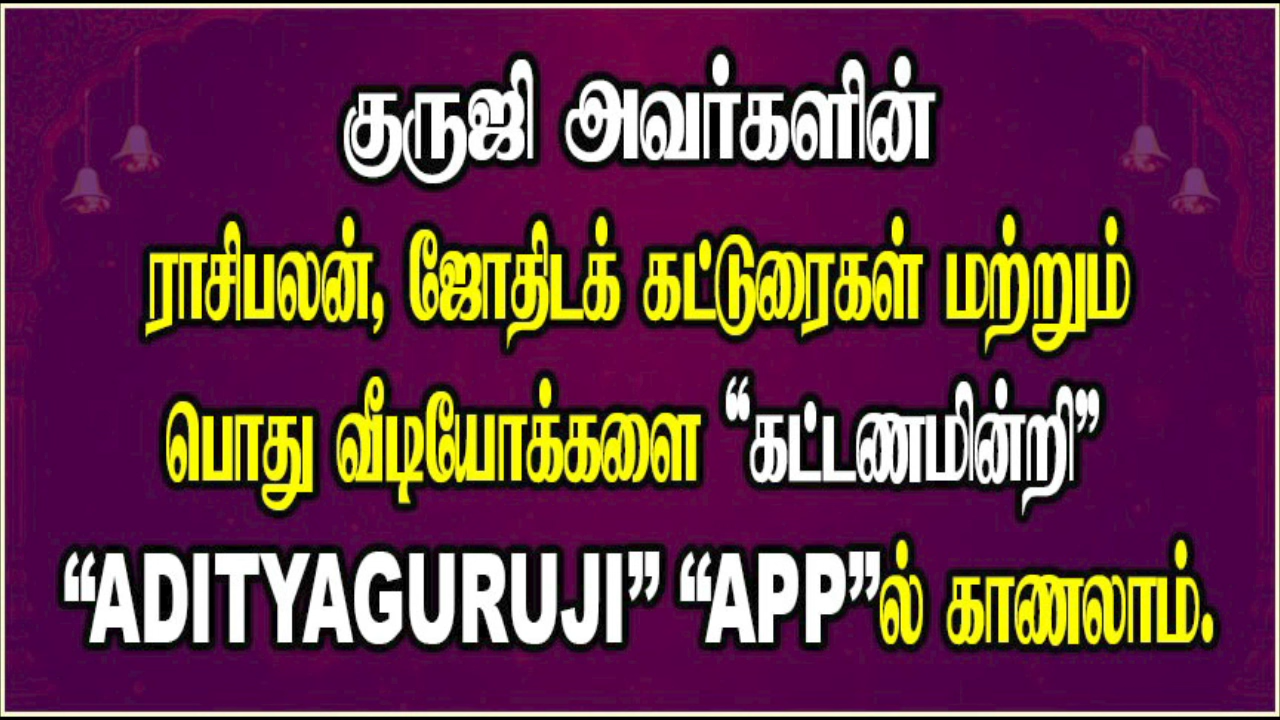 குருஜி அவர்களின்
ராசிபலன், ஜோதிடக் கட்டுரைகள் மற்றும்
பொது வீடியோக்களை “கட்டணமின்றி”
“ADITYAGURUJI” “APP”ல் காணலாம்.